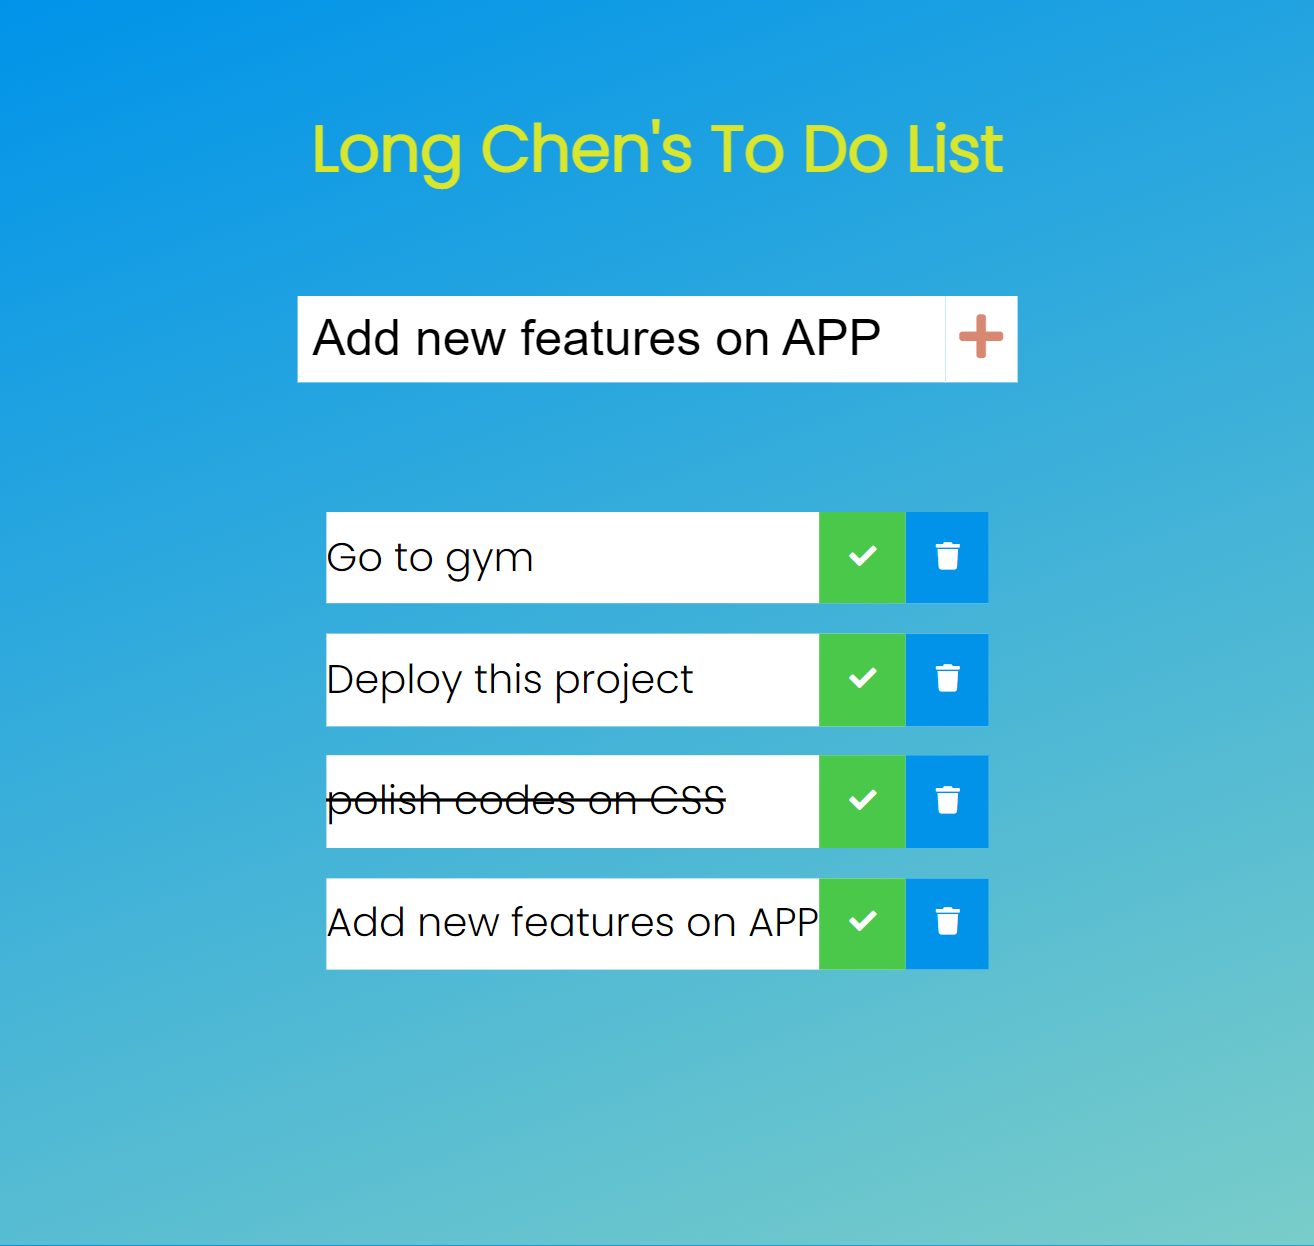 Long Chen's To Do List
Add new features on APP
Go to gym
Deploy this project
polish codes on CSS
Add new features on APP